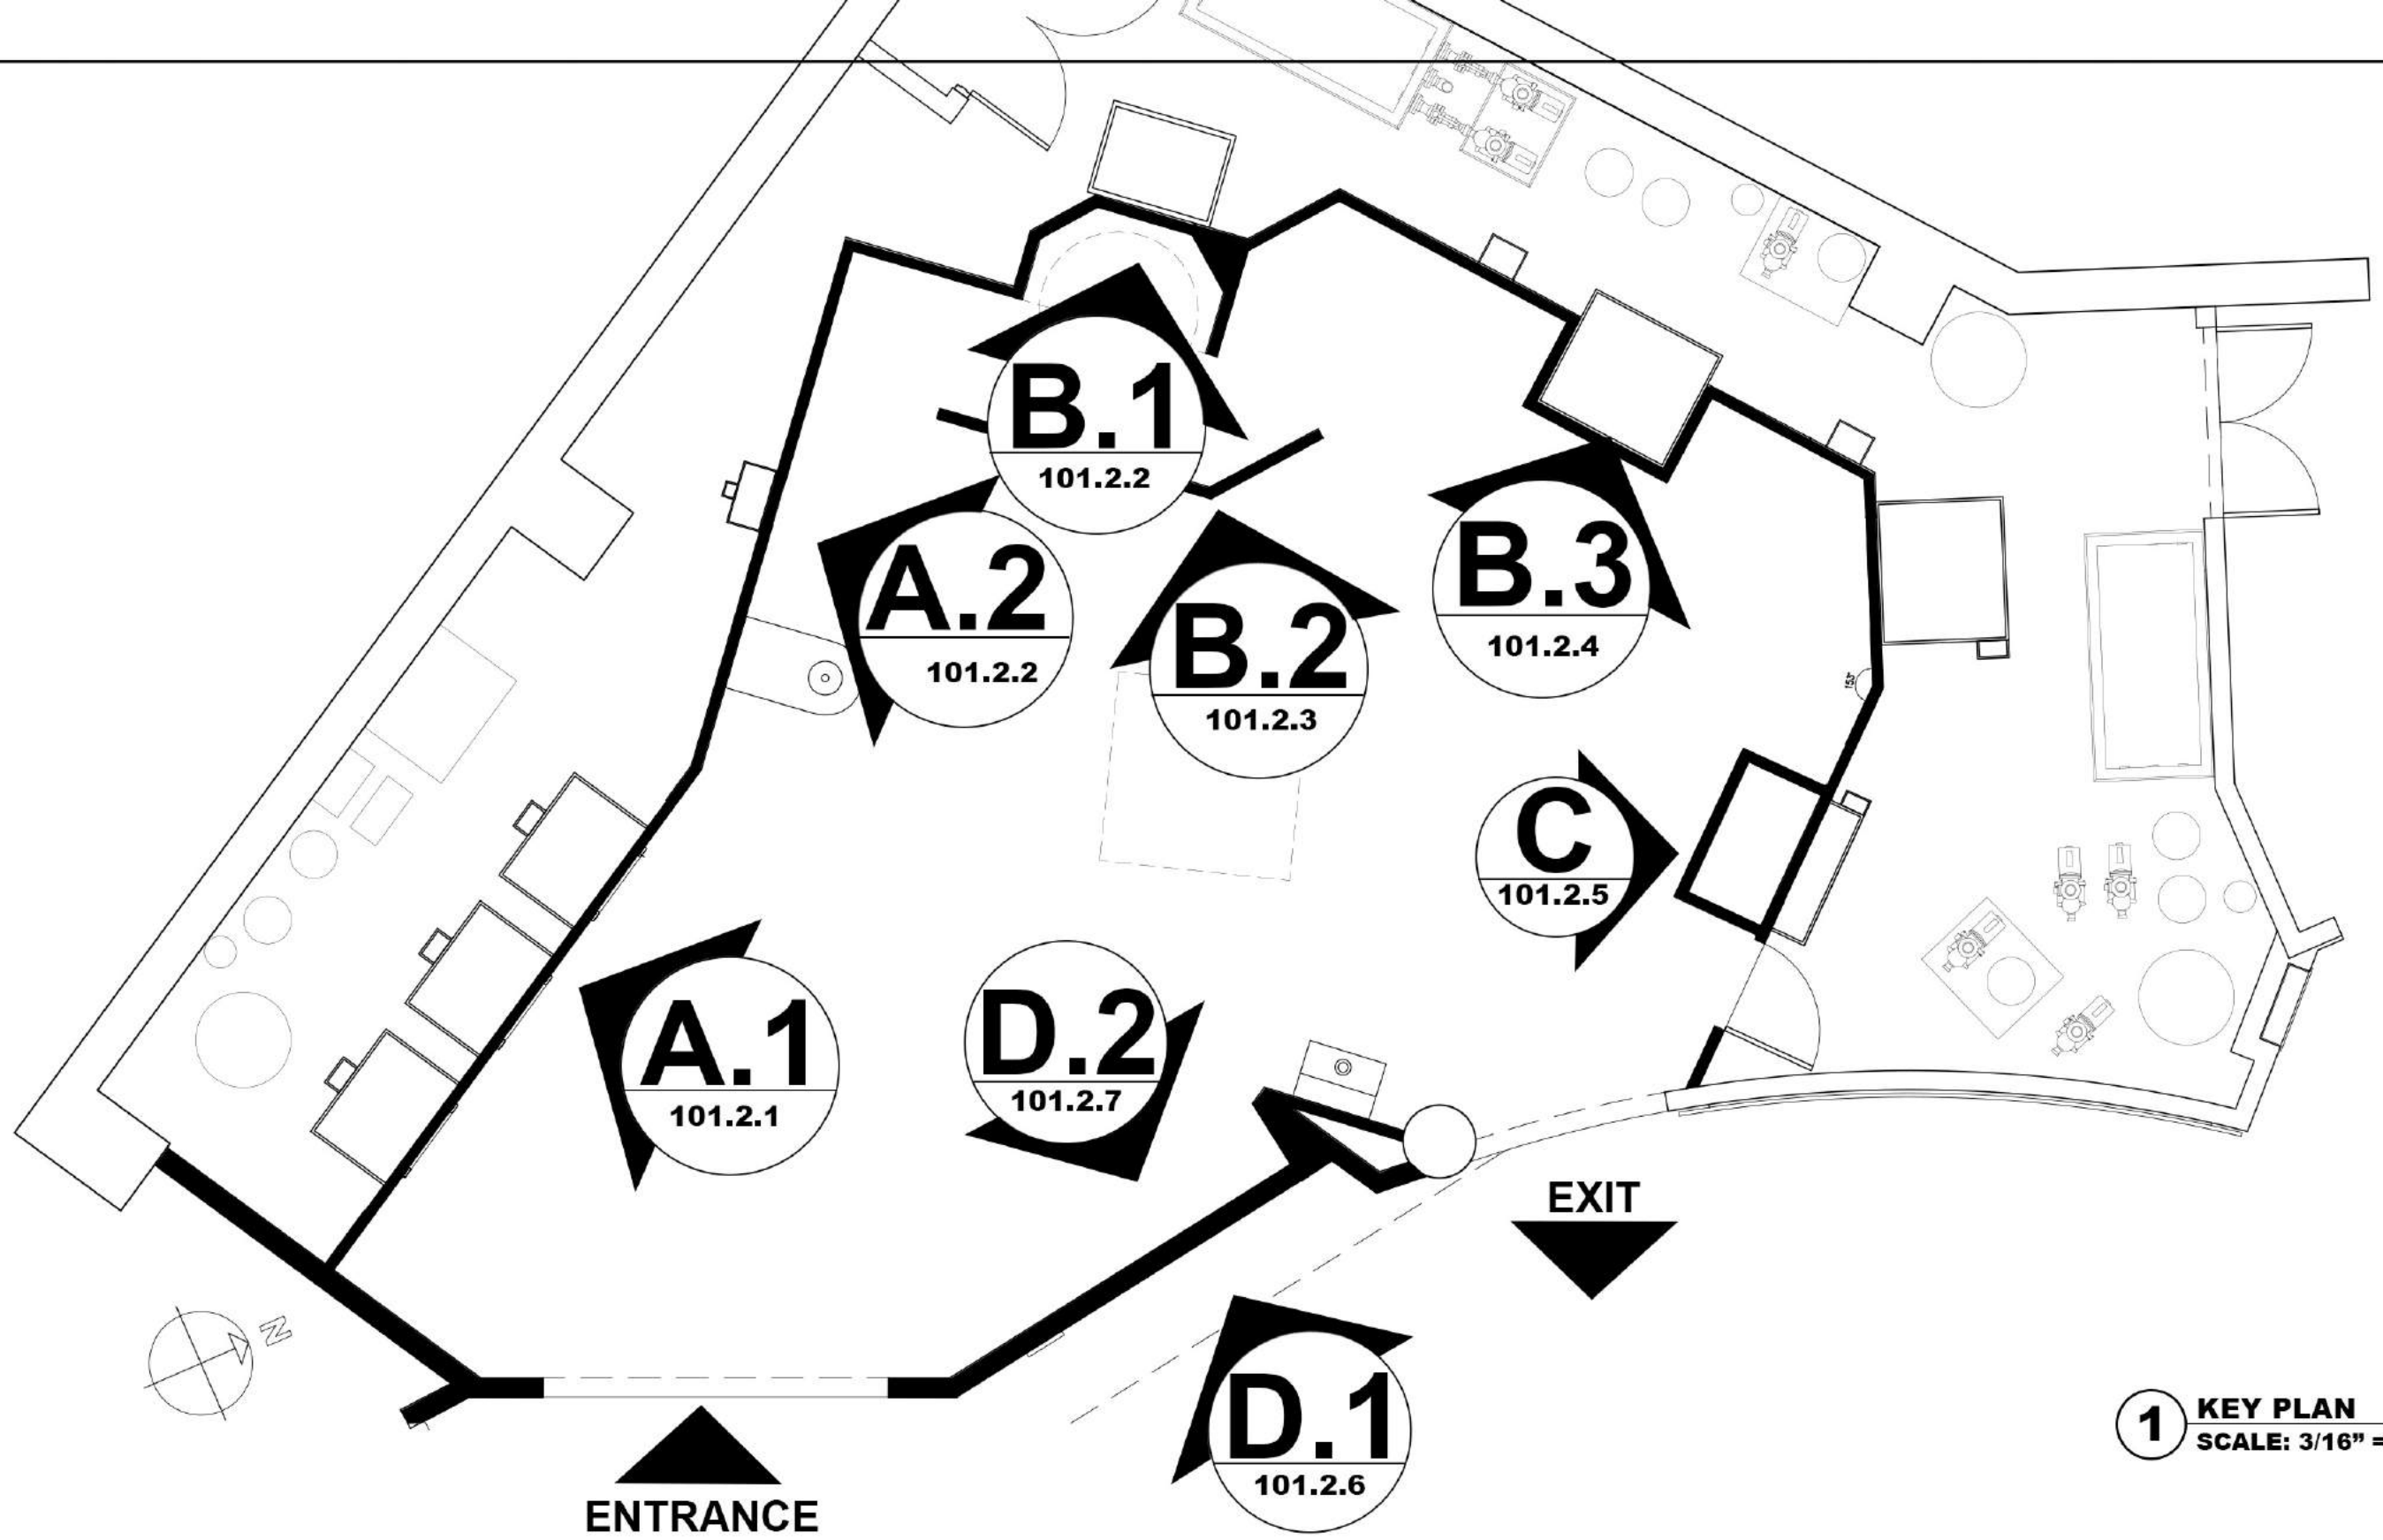 B.1
101.2.2
A.2
101.2.2
B.2
101.2.3
B.3
101.2.4
153°
C
101.2.5
A.1
101.2.1
D.2
101.2.7
EXIT
N
D.1
101.2.6
ENTRANCE
1
KEY PLAN
SCALE: 3/16" =